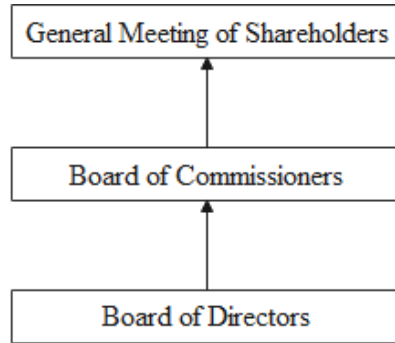 General Meeting of Shareholders
Board of Commissioners
Board of Directors